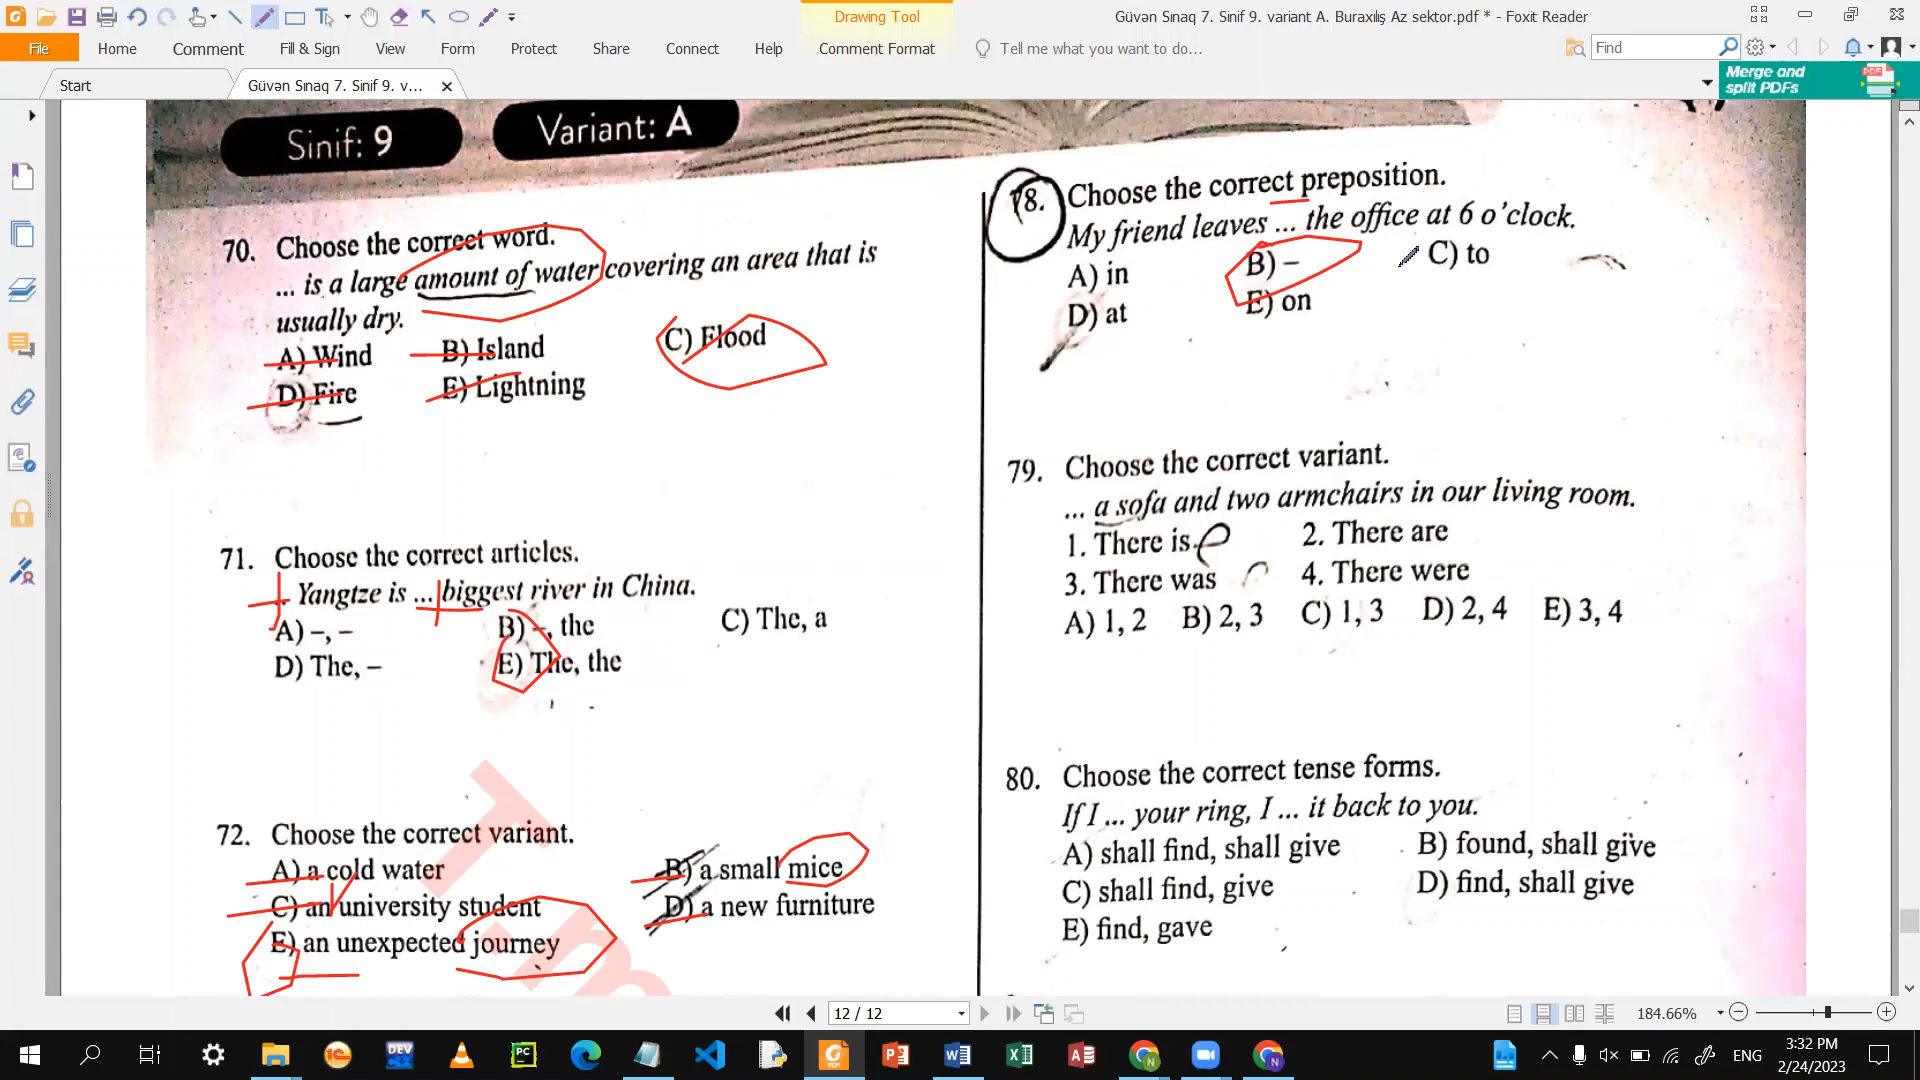 Drawing Tool
Güvən Sınaq 7. Sinif 9. variant A. Buraxılış Az sektor.pdf * - Foxit Reader
File
Home
Comment
Fill & Sign
View
Form
Protect
Share
Connect
Help
Comment Format
Tell me what you want to do...
Find
Start
Güvən Sınaq 7. Sinif 9. v...
Merge and
split PDFs
PDF
Sinif: 9
Variant: A
70. Choose the correct word.
... is a large amount of water covering an area that is
usually dry.
A) Wind B) Island C) Flood
D) Fire E) Lightning
71. Choose the correct articles.
... Yangtze is ... biggest river in China.
A) –, – B) –, the C) The, a
D) The, – E) The, the
72. Choose the correct variant.
A) a cold water B) a small mice
C) an university student D) a new furniture
E) an unexpected journey
78. Choose the correct preposition.
My friend leaves ... the office at 6 o'clock.
A) in B) – C) to
D) at E) on
79. Choose the correct variant.
... a sofa and two armchairs in our living room.
1. There is 2. There are
3. There was 4. There were
A) 1, 2 B) 2, 3 C) 1, 3 D) 2, 4 E) 3, 4
80. Choose the correct tense forms.
If I ... your ring, I ... it back to you.
A) shall find, shall give B) found, shall give
C) shall find, give D) find, shall give
E) find, gave
12 / 12
184.66%
DEV
PC
ENG
3:32 PM
2/24/2023